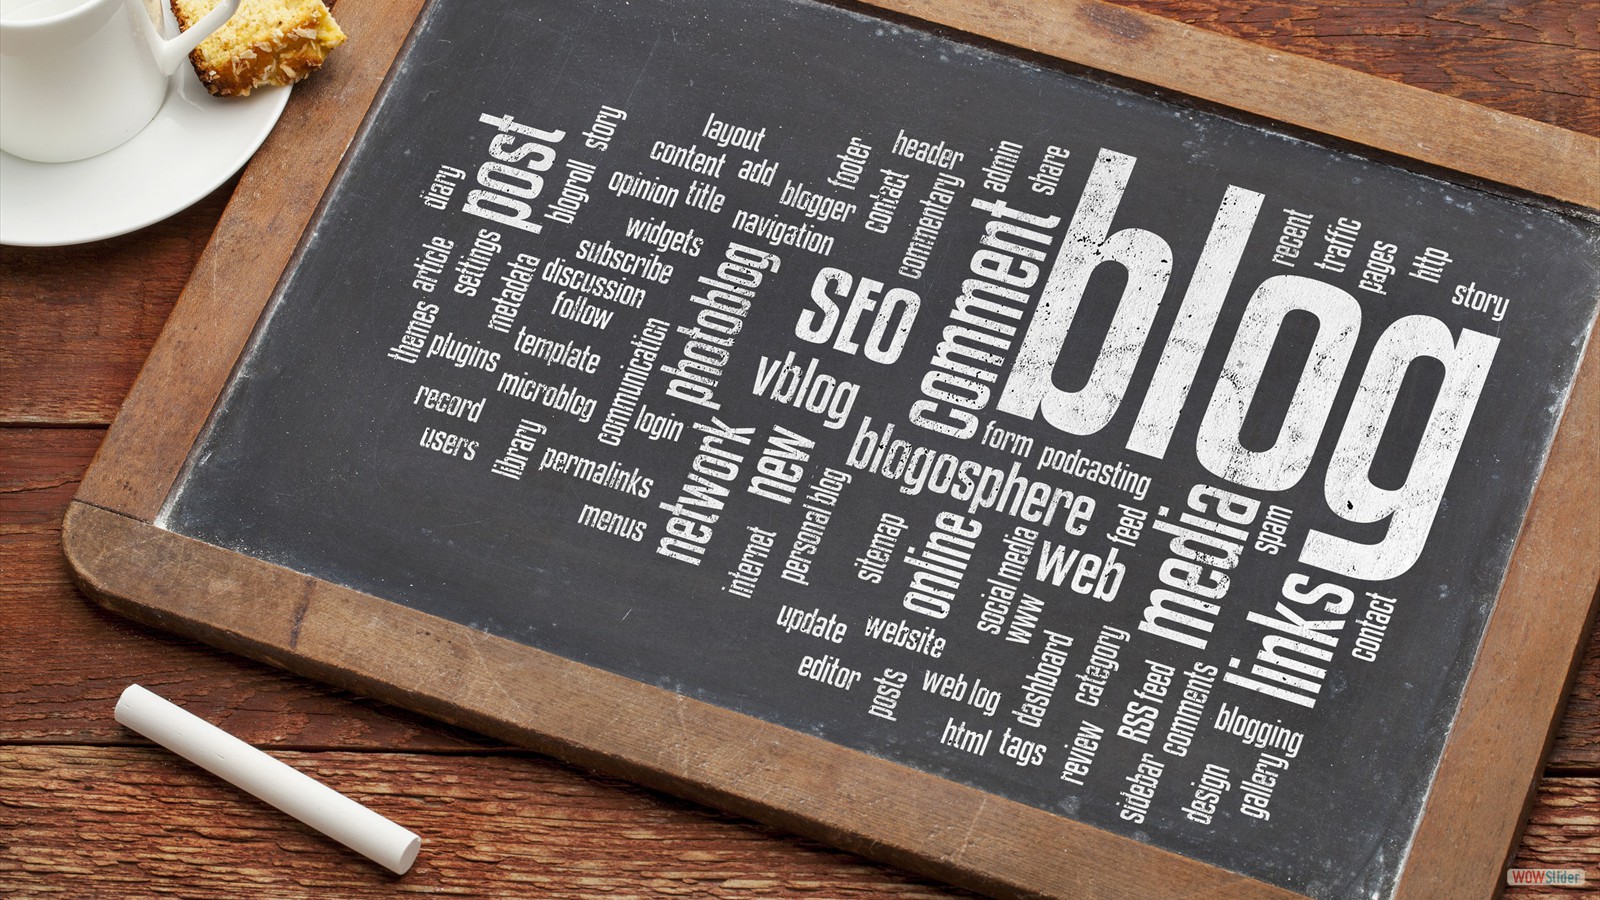 post
story
layout
content
add
diary
blogroll
opinion
title
blogger
footer
header
contact
commentary
admin
share
navigation
widgets
article
settings
metadata
subscribe
discussion
follow
photoblog
SEO
comment
blog
recent
traffic
pages
http
story
themes
plugins
template
communication
vblog
record
microblog
login
users
library
permalinks
menus
network
new
blogosphere
form
podcasting
internet
personal blog
sitemap
online
social media
www
web
feed
media
spam
links
contact
update
website
editor
posts
web log
dashboard
category
html
tags
review
RSS feed
comments
blogging
sidebar
design
gallery
WOWSlider